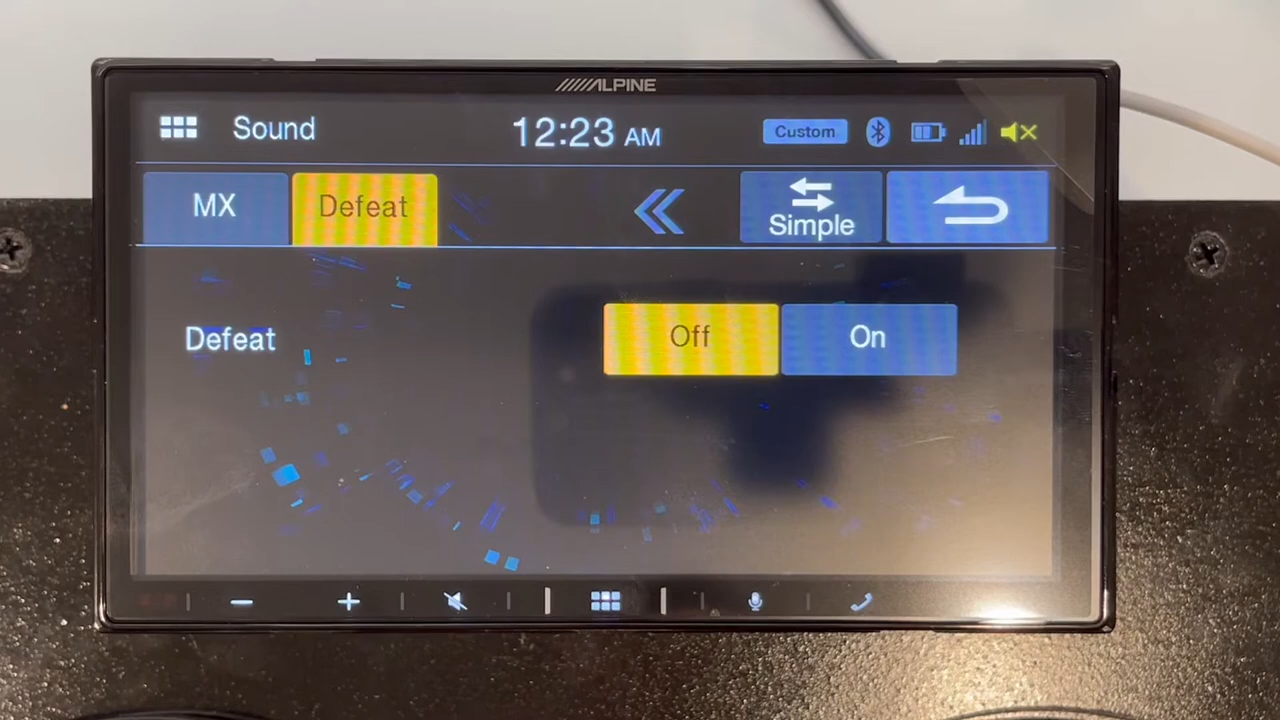 ALPINE
Sound
12:23 AM
Custom
MX
Defeat
Simple
Defeat
Off
On